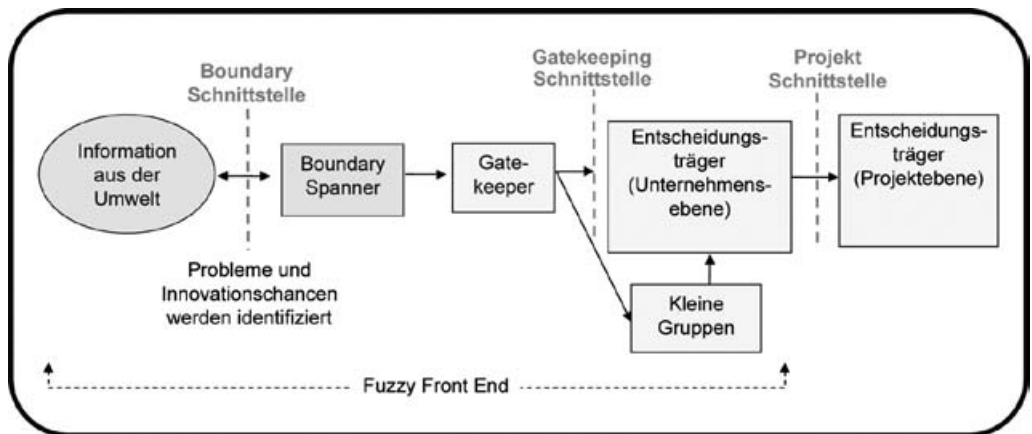 Boundary
Schnittstelle
Gatekeeping
Schnittstelle
Projekt
Schnittstelle
Information
aus der
Umwelt
Boundary
Spanner
Gate-
keeper
Entscheidungs-
träger
(Unternehmens-
ebene)
Entscheidungs-
träger
(Projektebene)
Probleme und
Innovationschancen
werden identifiziert
Kleine
Gruppen
Fuzzy Front End